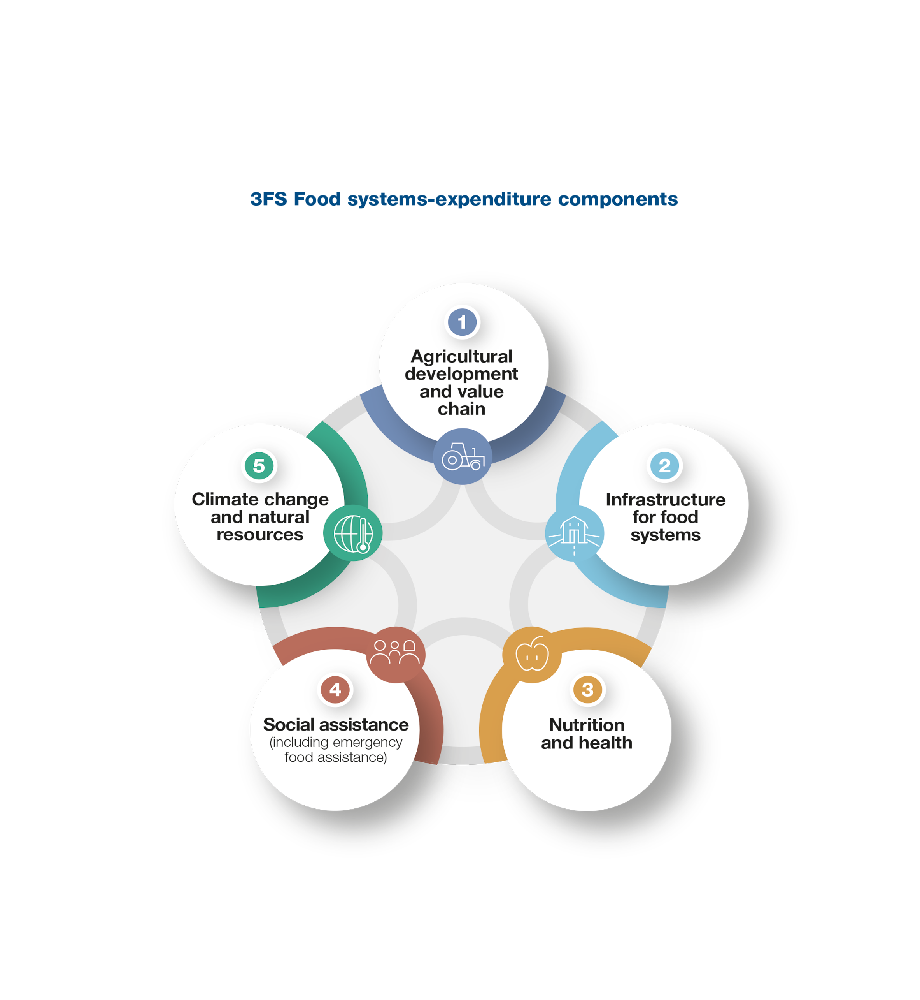 3FS Food systems-expenditure components
1
Agricultural
development
and value
chain
2
Infrastructure
for food
systems
3
Nutrition
and health
4
Social assistance
(including emergency
food assistance)
5
Climate change
and natural
resources